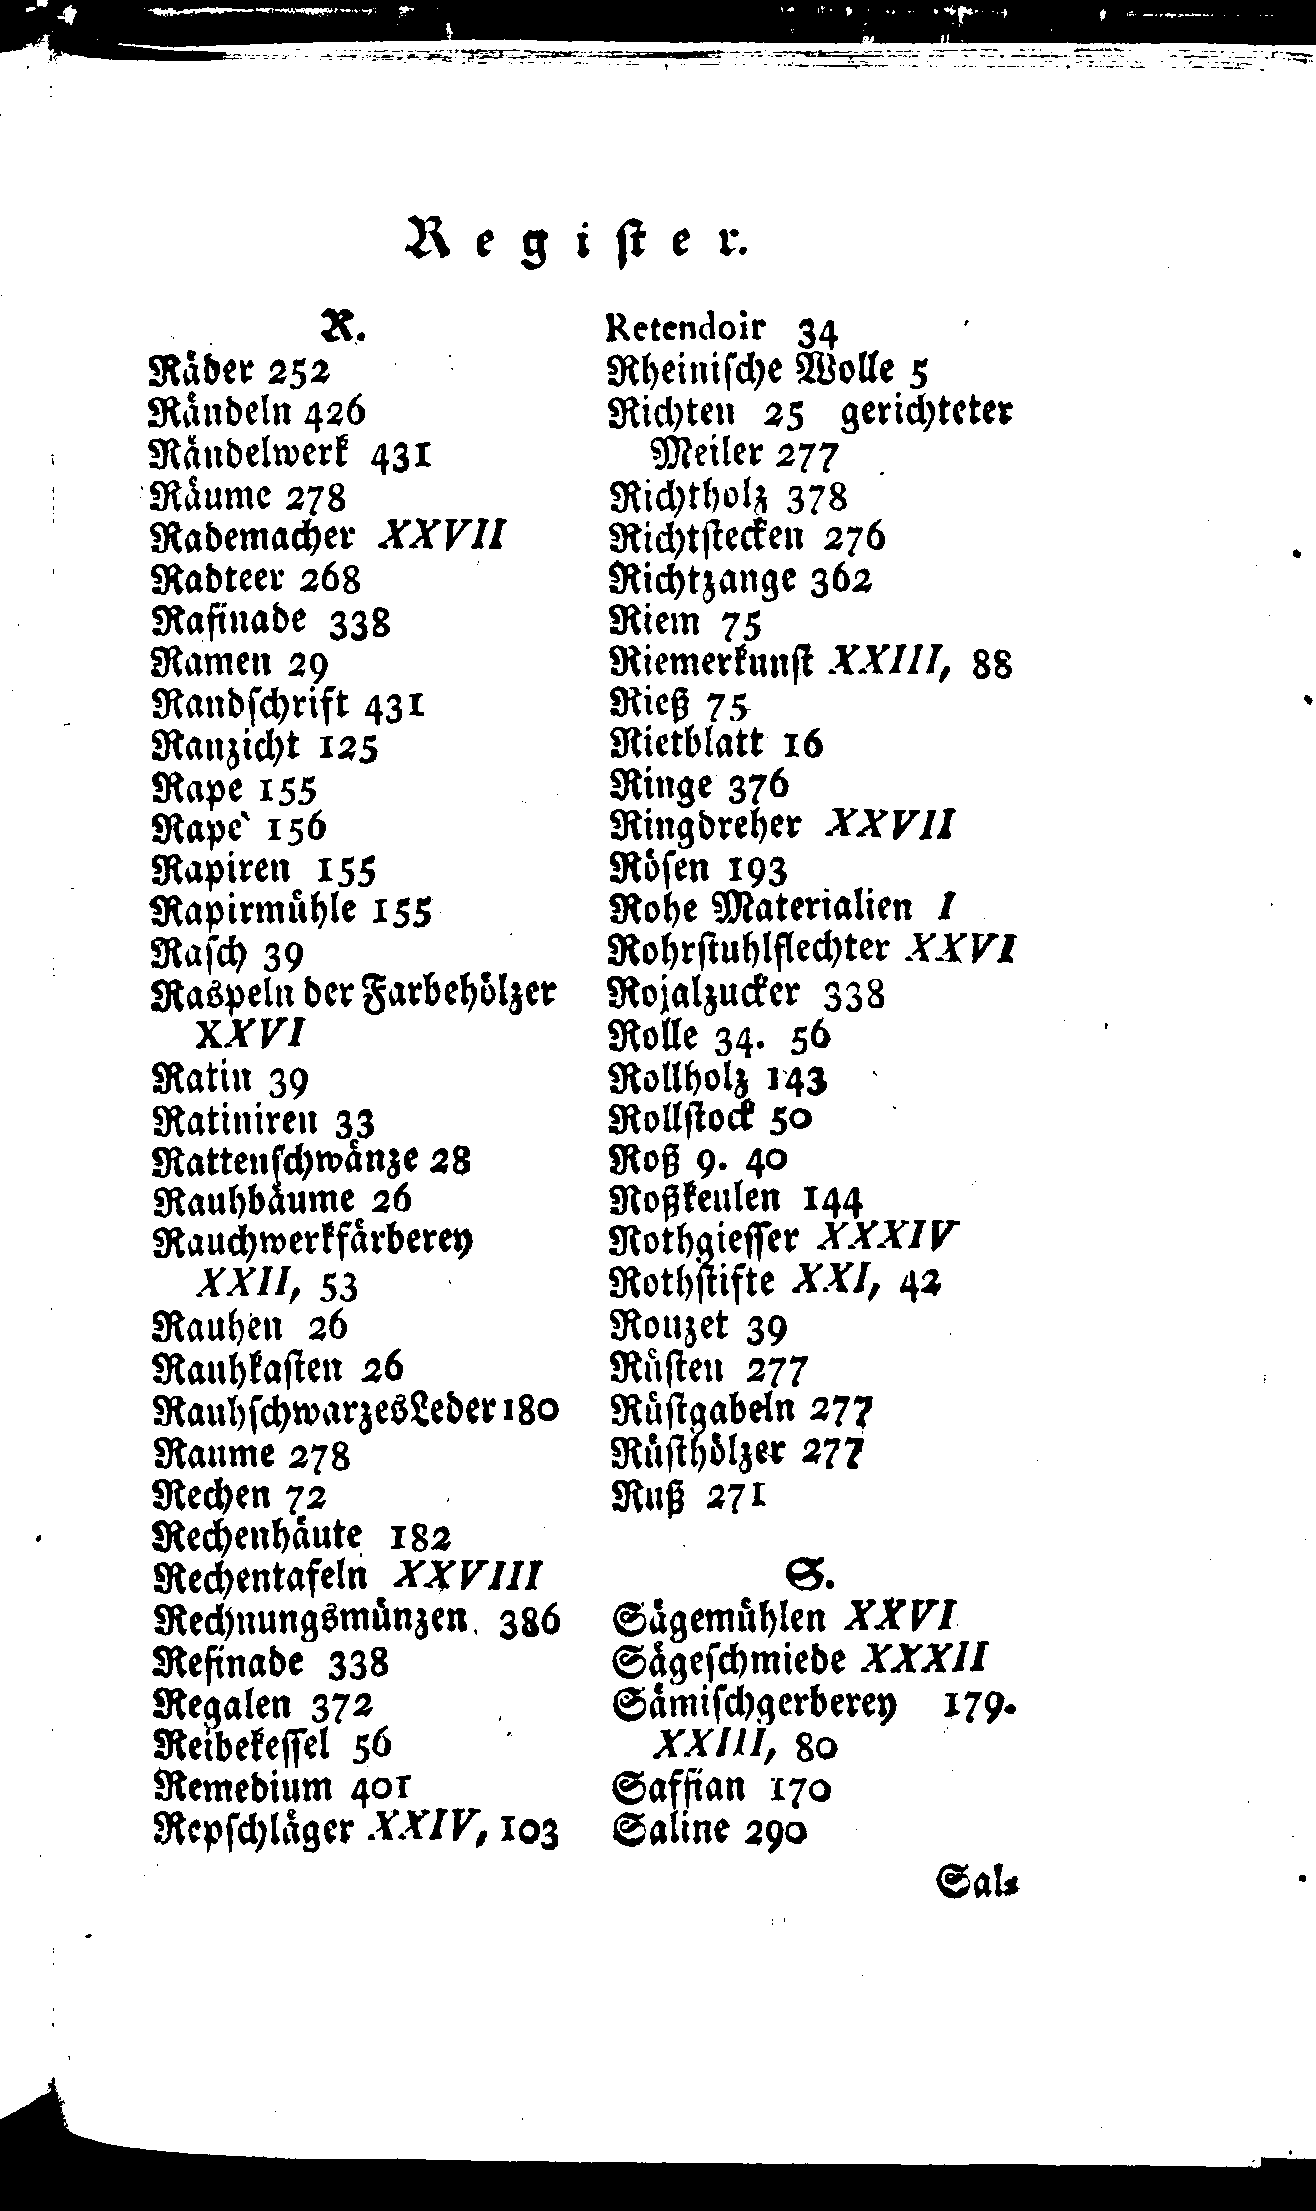 Regiſter.
R.
Räder 252
Rändeln 426
Rändelwerk 431
Räume 278
Rademacher XXVII
Radteer 268
Rafinade 338
Ramen 29
Randſchrift 431
Ranzicht 125
Rape 155
Rape` 156
Rapiren 155
Rapirmühle 155
Raſch 39
Raspeln der Farbehölzer
XXVI
Ratin 39
Ratiniren 33
Rattenſchwänze 28
Rauhbäume 26
Rauchwerkfärberey
XXII, 53
Rauhen 26
Rauhkaſten 26
Rauhſchwarzes Leder 180
Raume 278
Rechen 72
Rechenhäute 182
Rechentafeln XXVIII
Rechnungsmünzen 386
Refinade 338
Regalen 372
Reibekeſſel 56
Remedium 401
Repſchläger XXIV, 103
Retendoir 34
Rheiniſche Wolle 5
Richten 25 gerichteter
Meiler 277
Richtholz 378
Richtſtecken 276
Richtzange 362
Riem 75
Riemerkunſt XXIII, 88
Rieß 75
Rietblatt 16
Ringe 376
Ringdreher XXVII
Röſen 193
Rohe Materialien I
Rohrſtuhlflechter XXVI
Rojalzucker 338
Rolle 34. 56
Rollholz 143
Rollſtock 50
Roß 9. 40
Roßkeulen 144
Rothgieſſer XXXIV
Rothſtifte XXI, 42
Rouzet 39
Rüſten 277
Rüſtgabeln 277
Rüſthölzer 277
Ruß 271
S.
Sägemühlen XXVI
Sägeſchmiede XXXII
Sämiſchgerberey 179.
XXIII, 80
Saffian 170
Saline 290
Sal⸗